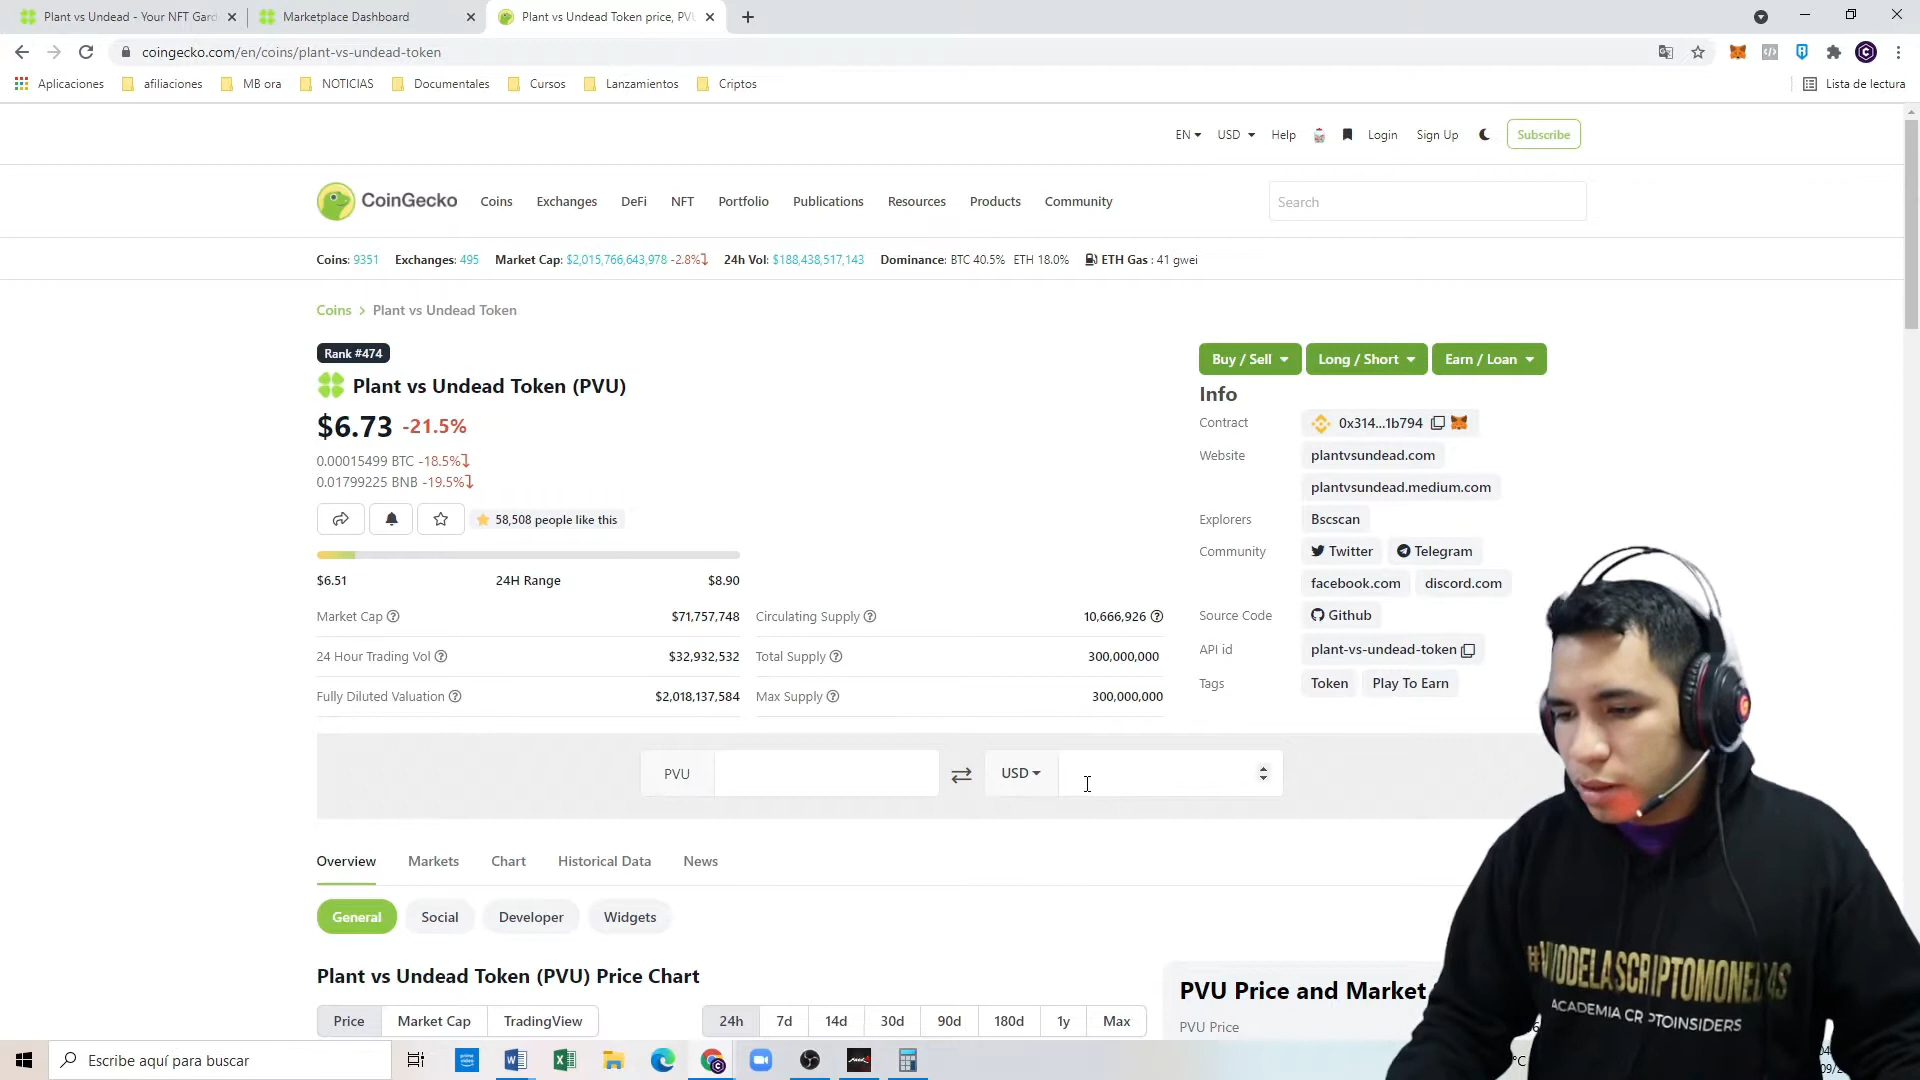 Plant vs Undead - Your NFT Gard
Marketplace Dashboard
Plant vs Undead Token price, PVU
coingecko.com/en/coins/plant-vs-undead-token
Aplicaciones afiliaciones MB ora NOTICIAS Documentales Cursos Lanzamientos Criptos Lista de lectura
EN USD Help Login Sign Up Subscribe
CoinGecko Coins Exchanges DeFi NFT Portfolio Publications Resources Products Community Search
Coins: 9351 Exchanges: 495 Market Cap: $2,015,766,643,978 -2.8% 24h Vol: $188,438,517,143 Dominance: BTC 40.5% ETH 18.0% ETH Gas : 41 gwei
Coins > Plant vs Undead Token
Rank #474
Plant vs Undead Token (PVU)
$6.73 -21.5%
0.00015499 BTC -18.5%
0.01799225 BNB -19.5%
58,508 people like this
$6.51 24H Range $8.90
Market Cap $71,757,748
24 Hour Trading Vol $32,932,532
Fully Diluted Valuation $2,018,137,584
Circulating Supply 10,666,926
Total Supply 300,000,000
Max Supply 300,000,000
Buy / Sell Long / Short Earn / Loan
Info
Contract 0x314...1b794
Website plantvsundead.com
plantvsundead.medium.com
Explorers Bscscan
Community Twitter Telegram
facebook.com discord.com
Source Code Github
API id plant-vs-undead-token
Tags Token Play To Earn
PVU USD
Overview Markets Chart Historical Data News
General Social Developer Widgets
Plant vs Undead Token (PVU) Price Chart
Price Market Cap TradingView 24h 7d 14d 30d 90d 180d 1y Max
PVU Price and Market
PVU Price
#VIVODELASCRIPTOMONEDAS
ACADEMIA CRIPTOINSIDERS
Escribe aquí para buscar
°C